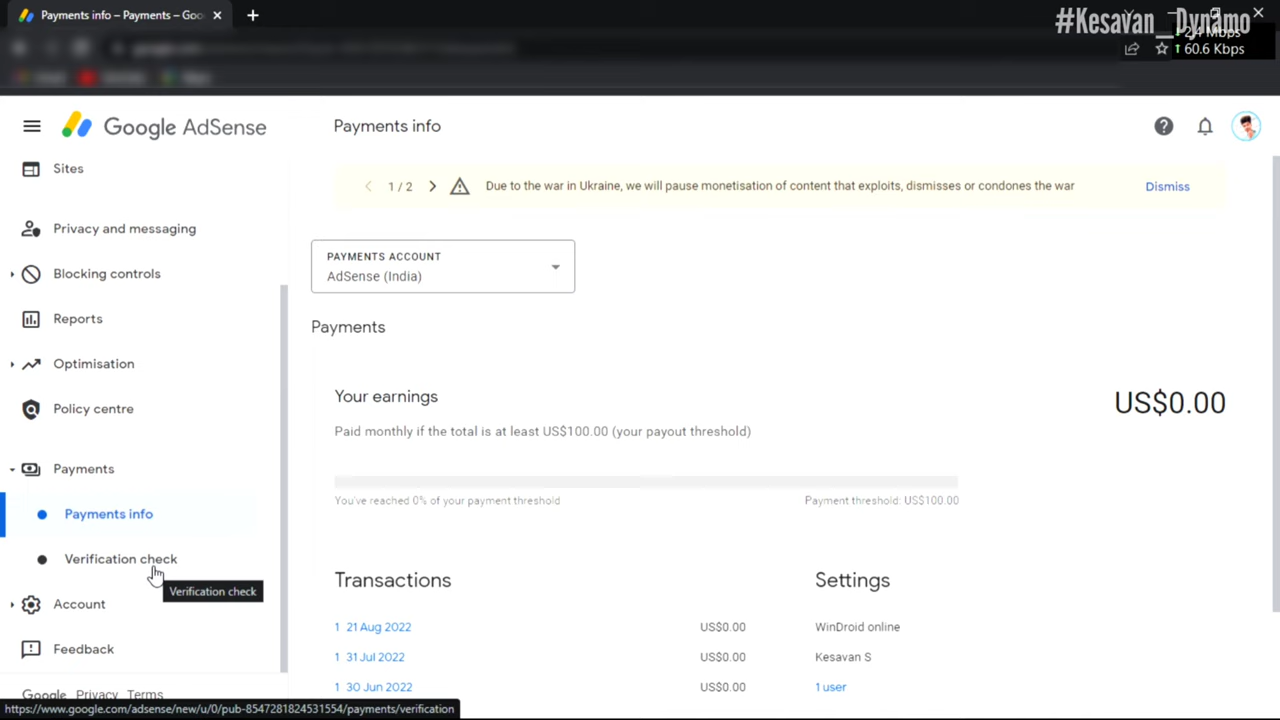 Payments info – Payments – Goo
#Kesavan__Dynamo
2.4 Mbps
↑ 60.6 Kbps
Google AdSense
Payments info
Sites
1 / 2
Due to the war in Ukraine, we will pause monetisation of content that exploits, dismisses or condones the war
Dismiss
Privacy and messaging
PAYMENTS ACCOUNT
AdSense (India)
Blocking controls
Reports
Payments
Optimisation
Your earnings
US$0.00
Policy centre
Paid monthly if the total is at least US$100.00 (your payout threshold)
Payments
You've reached 0% of your payment threshold
Payment threshold: US$100.00
Payments info
Verification check
Verification check
Transactions
Settings
Account
1 21 Aug 2022
US$0.00
WinDroid online
Feedback
1 31 Jul 2022
US$0.00
Kesavan S
1 30 Jun 2022
US$0.00
1 user
Google Privacy Terms
https://www.google.com/adsense/new/u/0/pub-8547281824531554/payments/verification